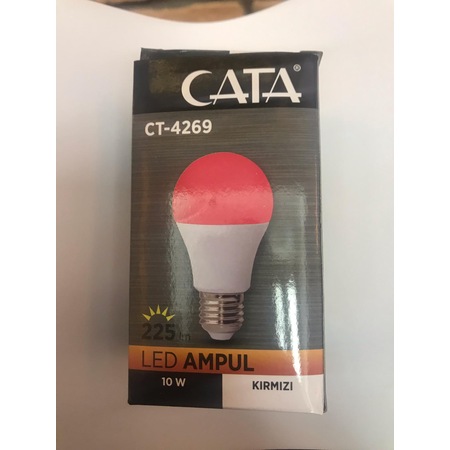 CATA®
CT-4269
225 lm
LED AMPUL
10 W
KIRMIZI